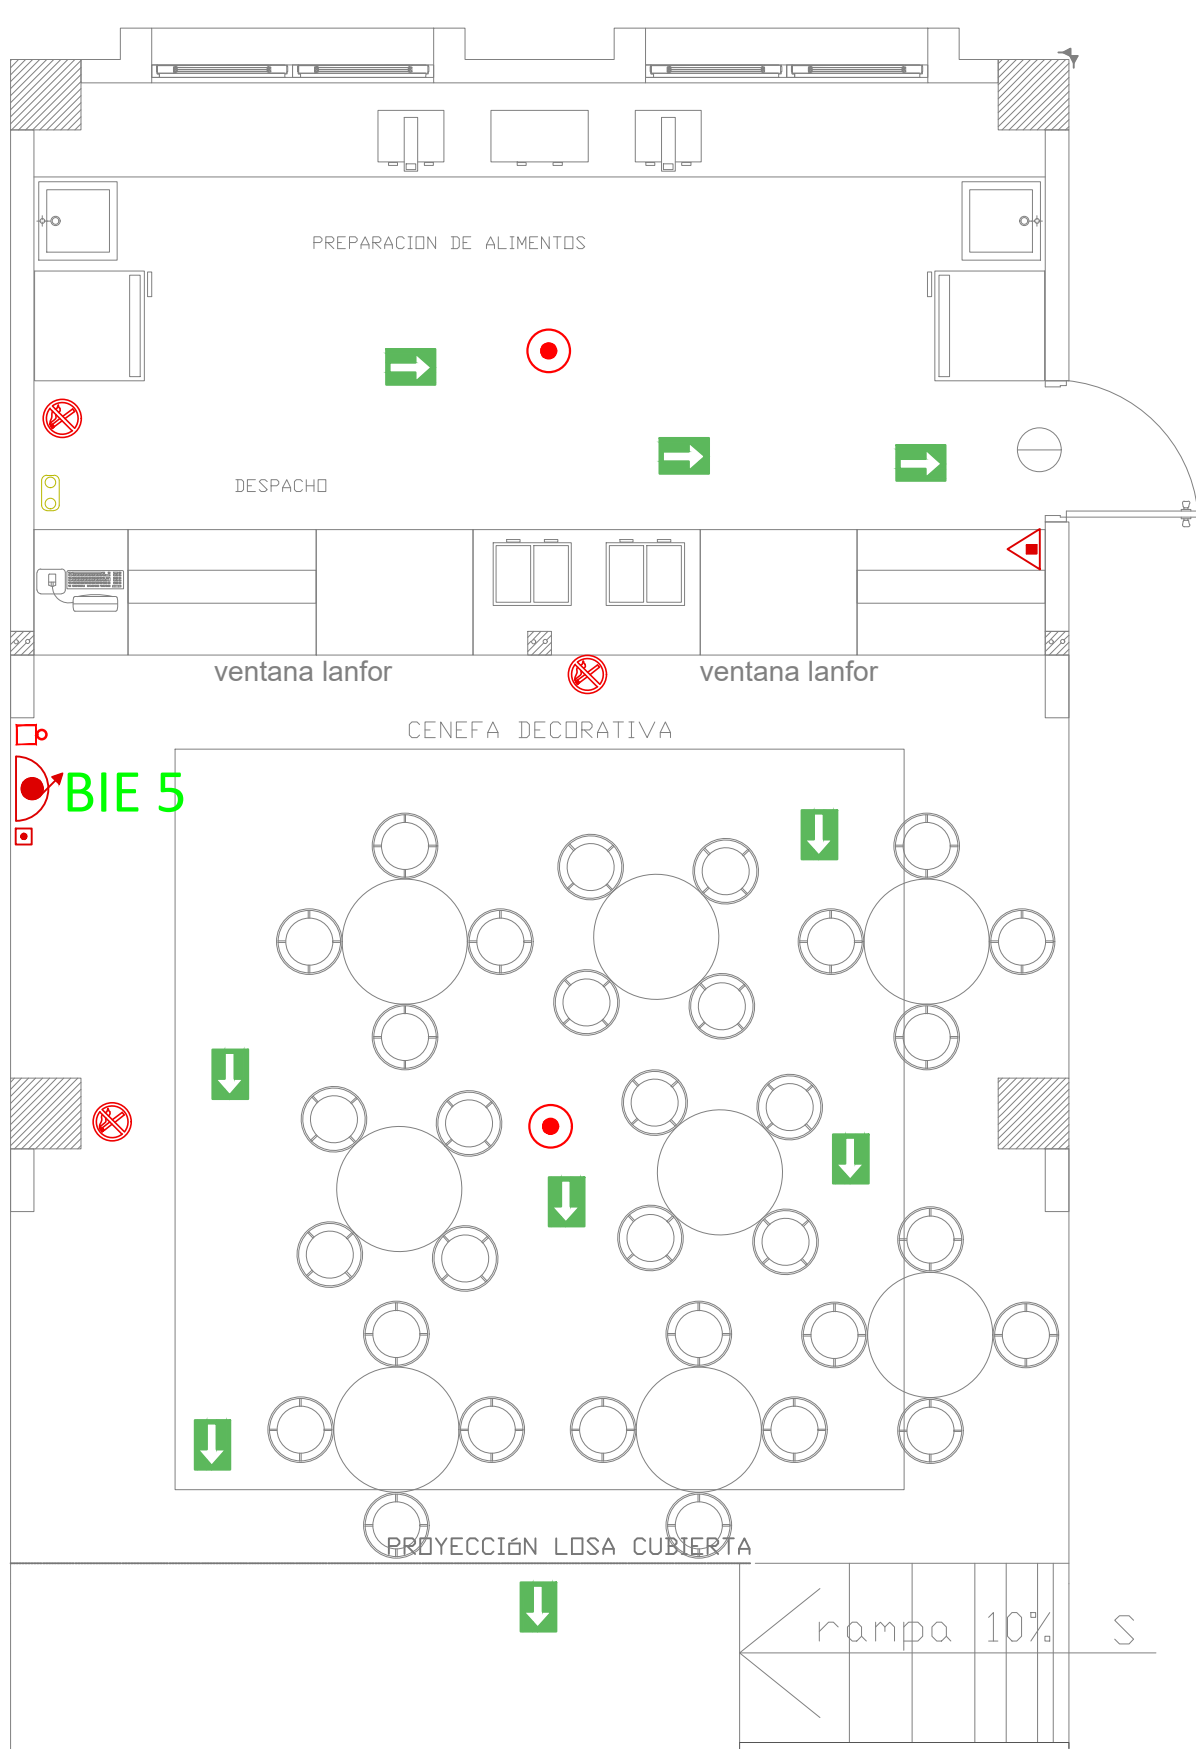 PREPARACION DE ALIMENTOS
DESPACHO
ventana lanfor
ventana lanfor
CENEFA DECORATIVA
BIE 5
PROYECCIóN LOSA CUBIERTA
rampa 10% S